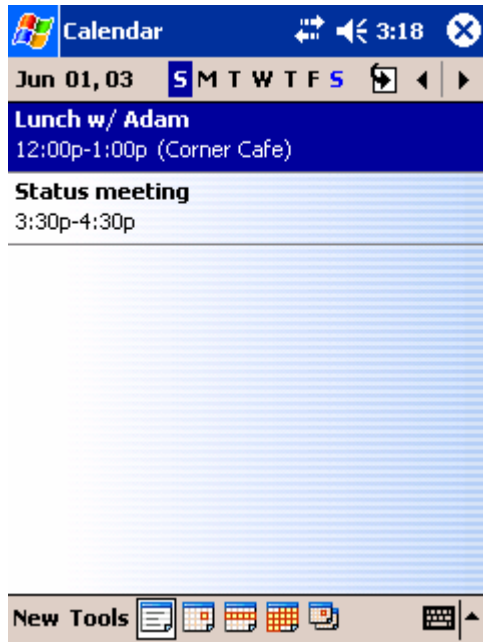 Calendar 3:18
Jun 01, 03 S M T W T F S
Lunch w/ Adam
12:00p-1:00p (Corner Cafe)
Status meeting
3:30p-4:30p
New Tools